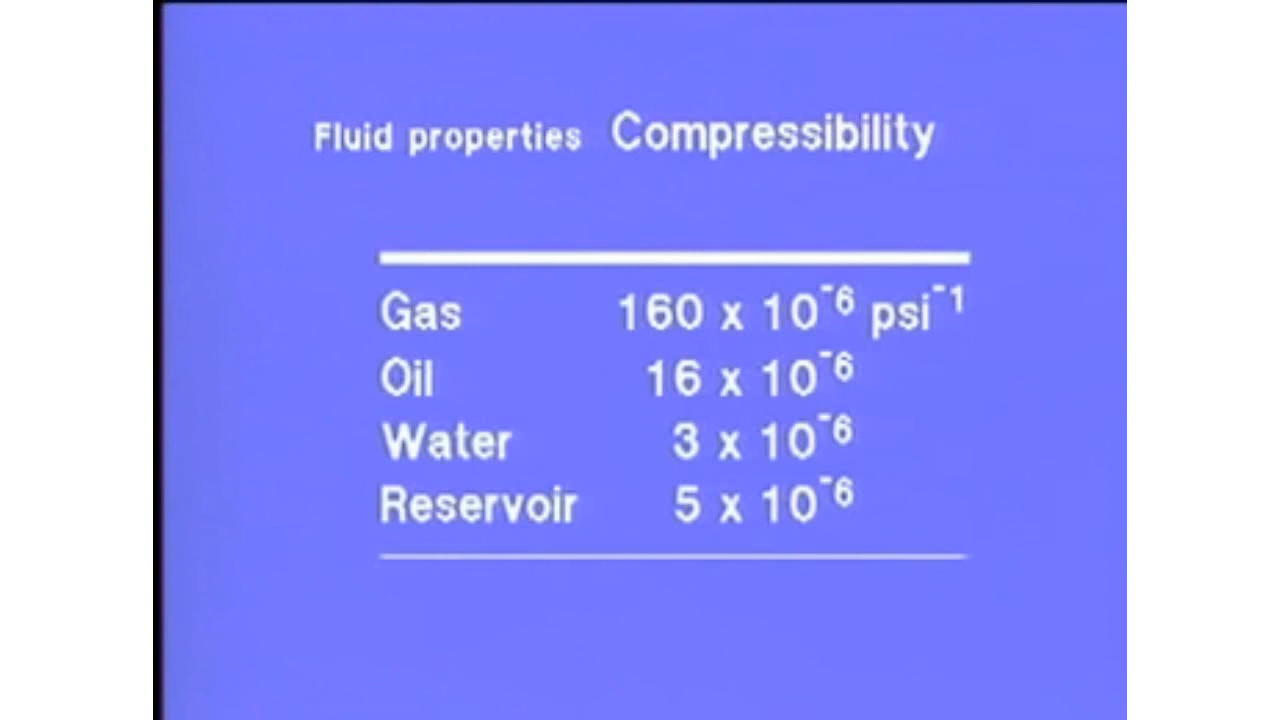 Fluid properties Compressibility
Gas 160 x 10⁻⁶ psi⁻¹
Oil 16 x 10⁻⁶
Water 3 x 10⁻⁶
Reservoir 5 x 10⁻⁶